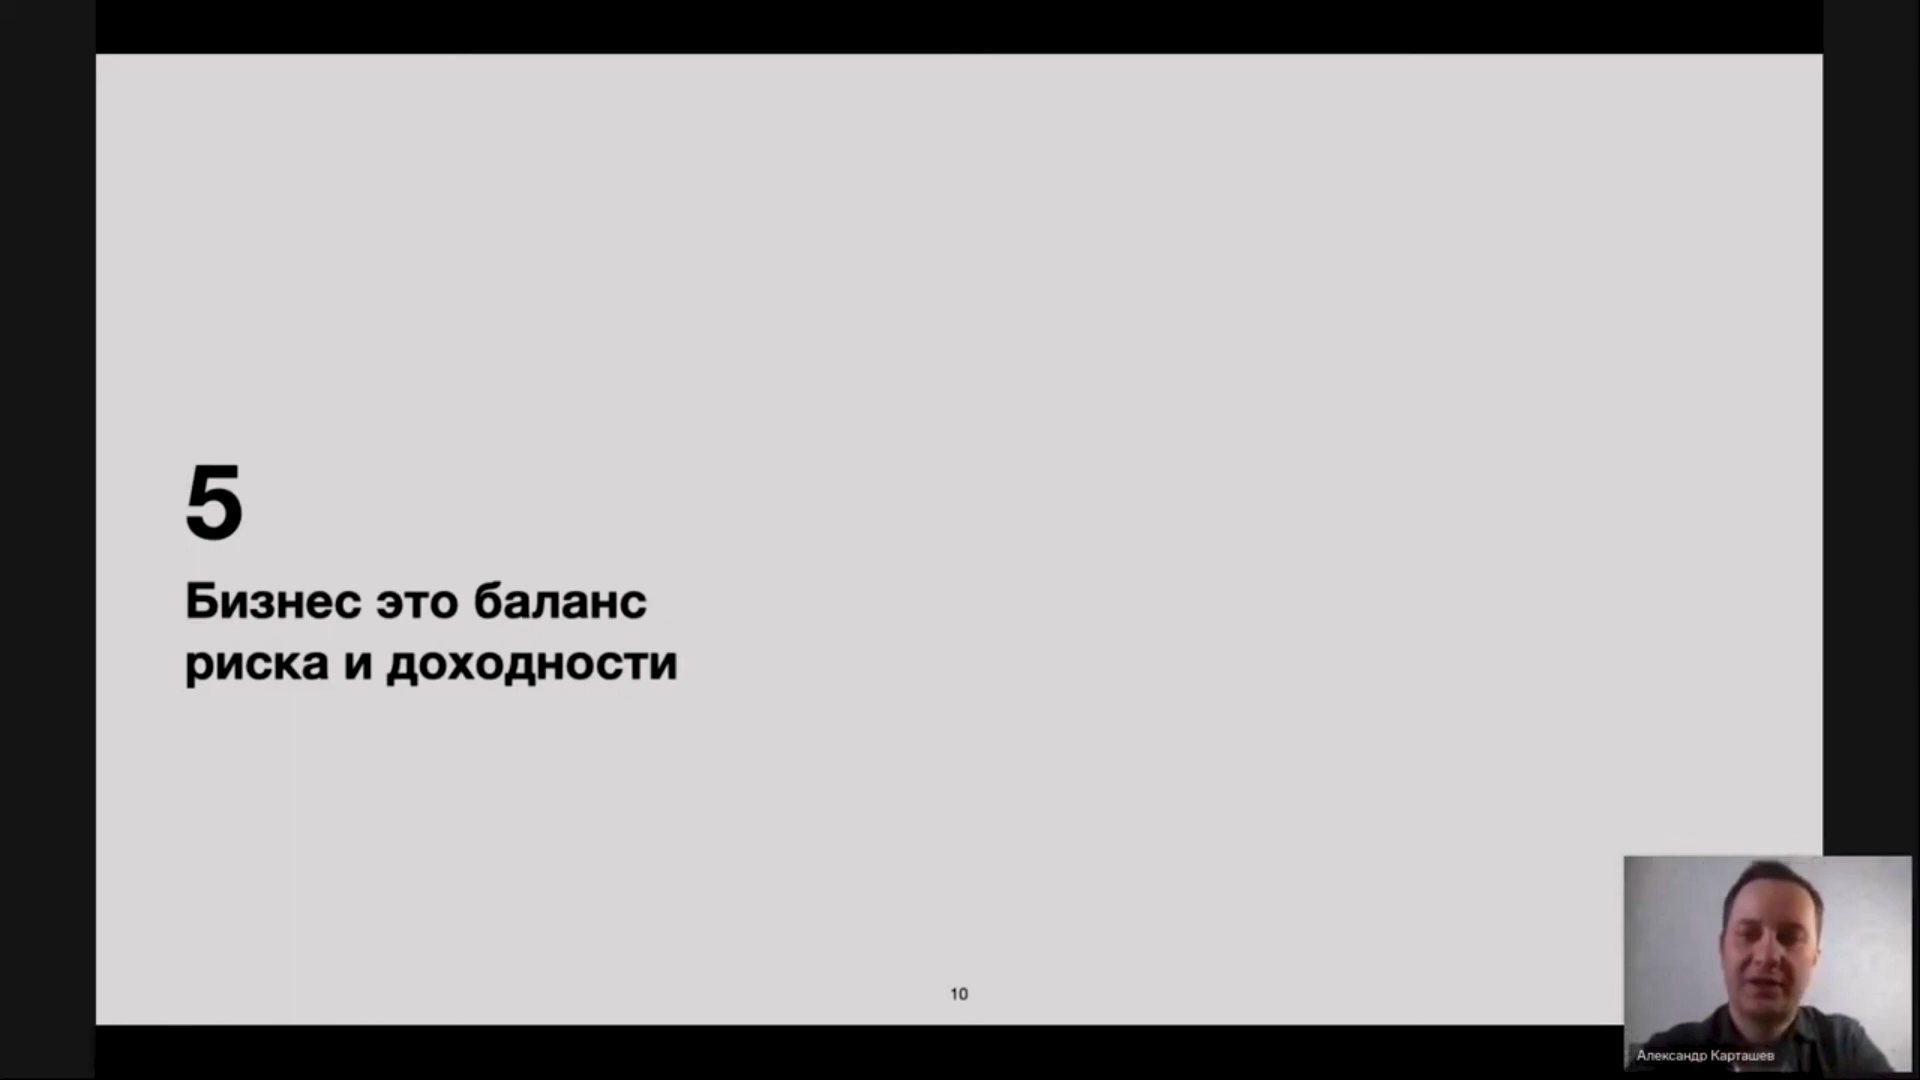 5
Бизнес это баланс
риска и доходности
10
Александр Карташев